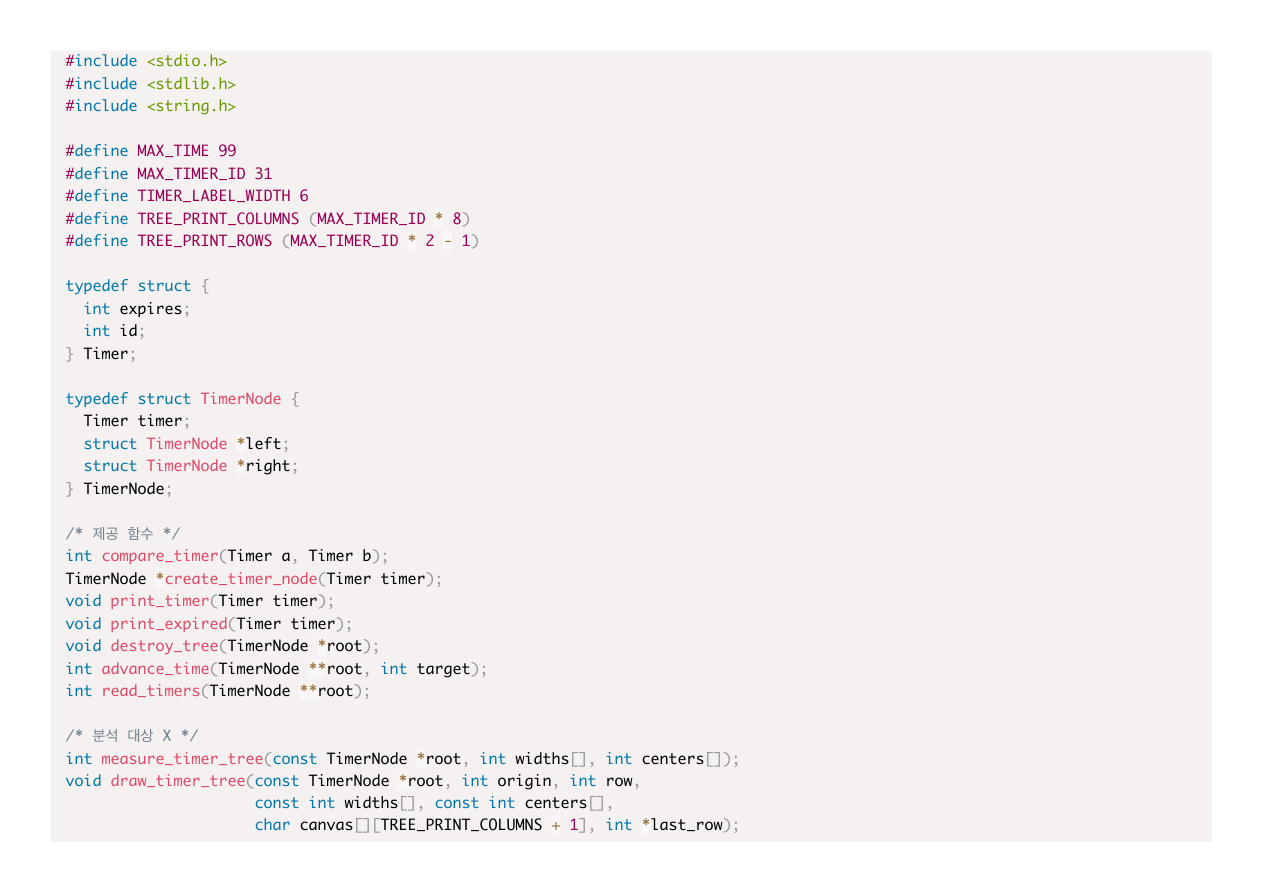 #include <stdio.h>
#include <stdlib.h>
#include <string.h>

#define MAX_TIME 99
#define MAX_TIMER_ID 31
#define TIMER_LABEL_WIDTH 6
#define TREE_PRINT_COLUMNS (MAX_TIMER_ID * 8)
#define TREE_PRINT_ROWS (MAX_TIMER_ID * 2 - 1)

typedef struct {
  int expires;
  int id;
} Timer;

typedef struct TimerNode {
  Timer timer;
  struct TimerNode *left;
  struct TimerNode *right;
} TimerNode;

/* 제공 함수 */
int compare_timer(Timer a, Timer b);
TimerNode *create_timer_node(Timer timer);
void print_timer(Timer timer);
void print_expired(Timer timer);
void destroy_tree(TimerNode *root);
int advance_time(TimerNode **root, int target);
int read_timers(TimerNode **root);

/* 분석 대상 X */
int measure_timer_tree(const TimerNode *root, int widths[], int centers[]);
void draw_timer_tree(const TimerNode *root, int origin, int row,
                     const int widths[], const int centers[],
                     char canvas[][TREE_PRINT_COLUMNS + 1], int *last_row);